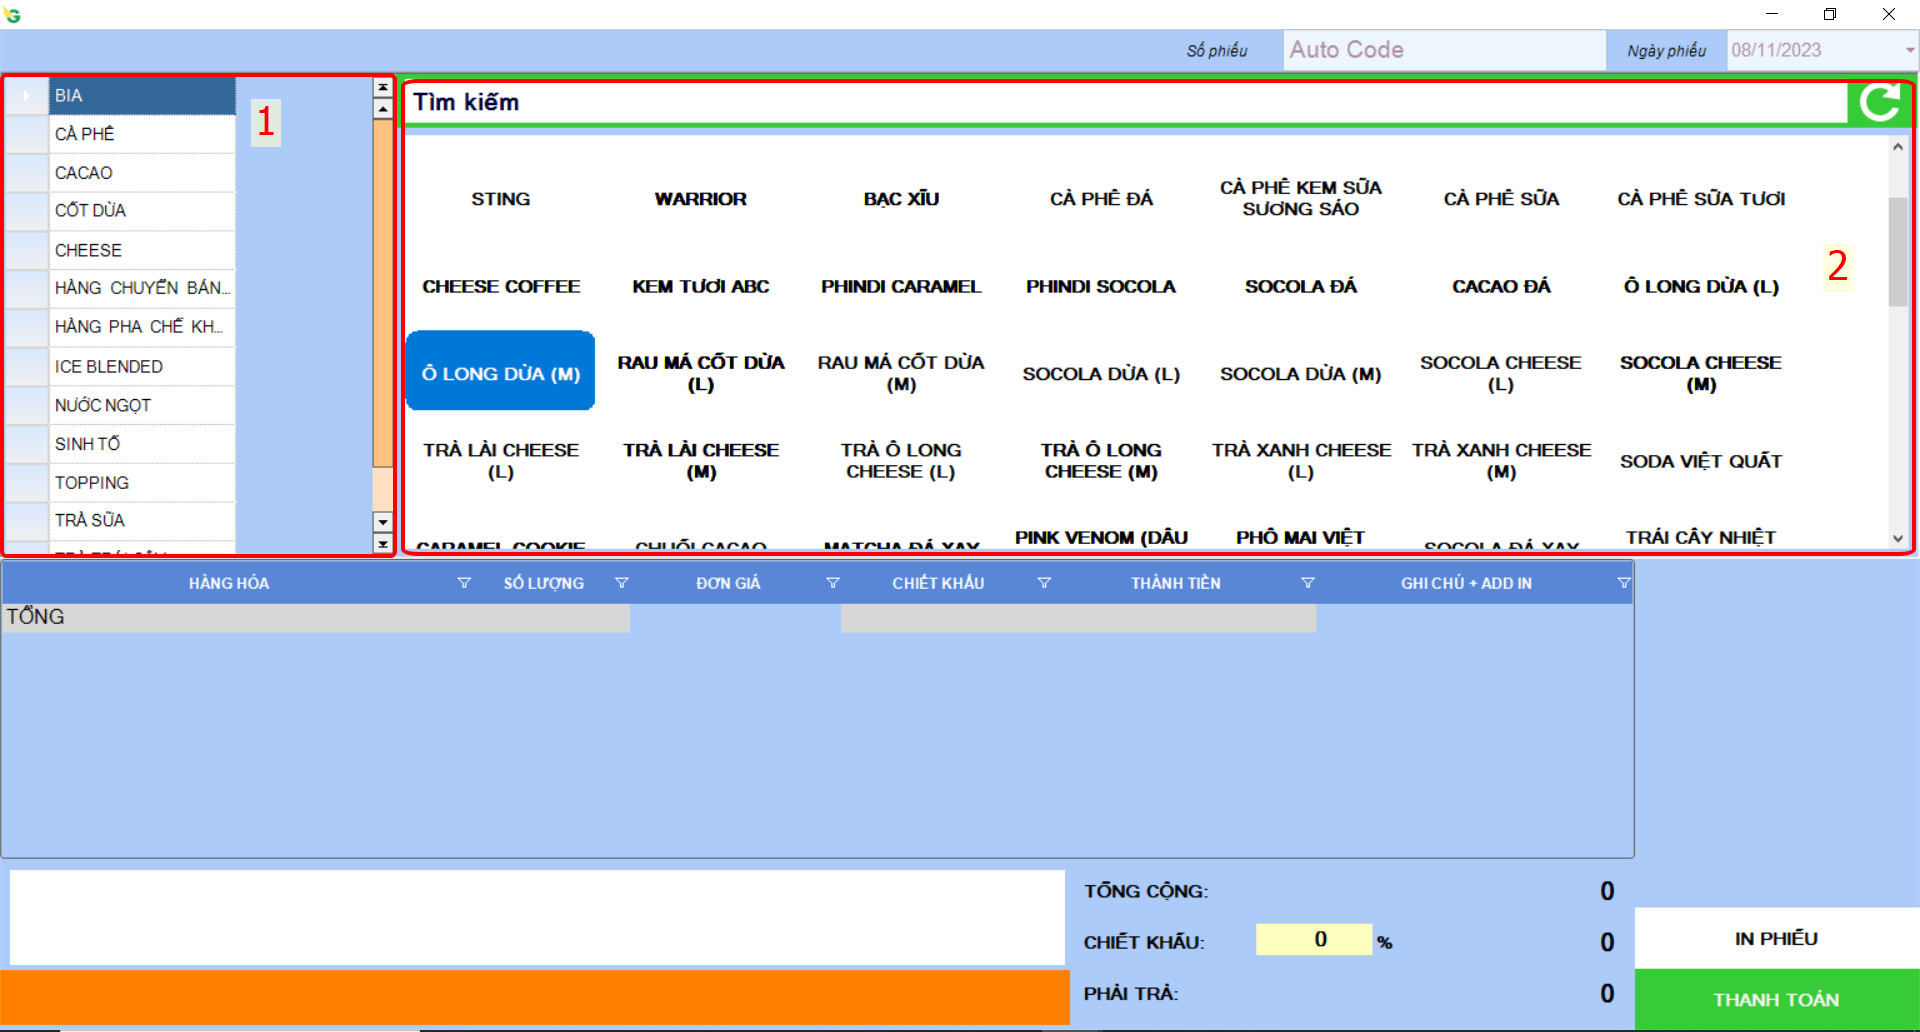 Số phiếu
Auto Code
Ngày phiếu
08/11/2023
BIA
CÀ PHÊ
CACAO
CỐT DỪA
CHEESE
HÀNG CHUYỂN BÁN...
HÀNG PHA CHẾ KH...
ICE BLENDED
NƯỚC NGỌT
SINH TỐ
TOPPING
TRÀ SỮA
1
Tìm kiếm
STING
WARRIOR
BẠC XỈU
CÀ PHÊ ĐÁ
CÀ PHÊ KEM SỮA
SƯƠNG SÁO
CÀ PHÊ SỮA
CÀ PHÊ SỮA TƯƠI
2
CHEESE COFFEE
KEM TƯƠI ABC
PHINDI CARAMEL
PHINDI SOCOLA
SOCOLA ĐÁ
CACAO ĐÁ
Ô LONG DỪA (L)
Ô LONG DỪA (M)
RAU MÁ CỐT DỪA
(L)
RAU MÁ CỐT DỪA
(M)
SOCOLA DỪA (L)
SOCOLA DỪA (M)
SOCOLA CHEESE
(L)
SOCOLA CHEESE
(M)
TRÀ LÀI CHEESE
(L)
TRÀ LÀI CHEESE
(M)
TRÀ Ô LONG
CHEESE (L)
TRÀ Ô LONG
CHEESE (M)
TRÀ XANH CHEESE
(L)
TRÀ XANH CHEESE
(M)
SODA VIỆT QUẤT
CARAMEL COOKIE
CHUỐI CACAO
MATCHA ĐÁ XAY
PINK VENOM (DÂU
PHÔ MAI VIỆT
SOCOLA ĐÁ XAY
TRÁI CÂY NHIỆT
HÀNG HÓA
SỐ LƯỢNG
ĐƠN GIÁ
CHIẾT KHẤU
THÀNH TIỀN
GHI CHÚ + ADD IN
TỔNG
TỔNG CỘNG:
0
CHIẾT KHẤU:
0
%
0
PHẢI TRẢ:
0
IN PHIẾU
THANH TOÁN